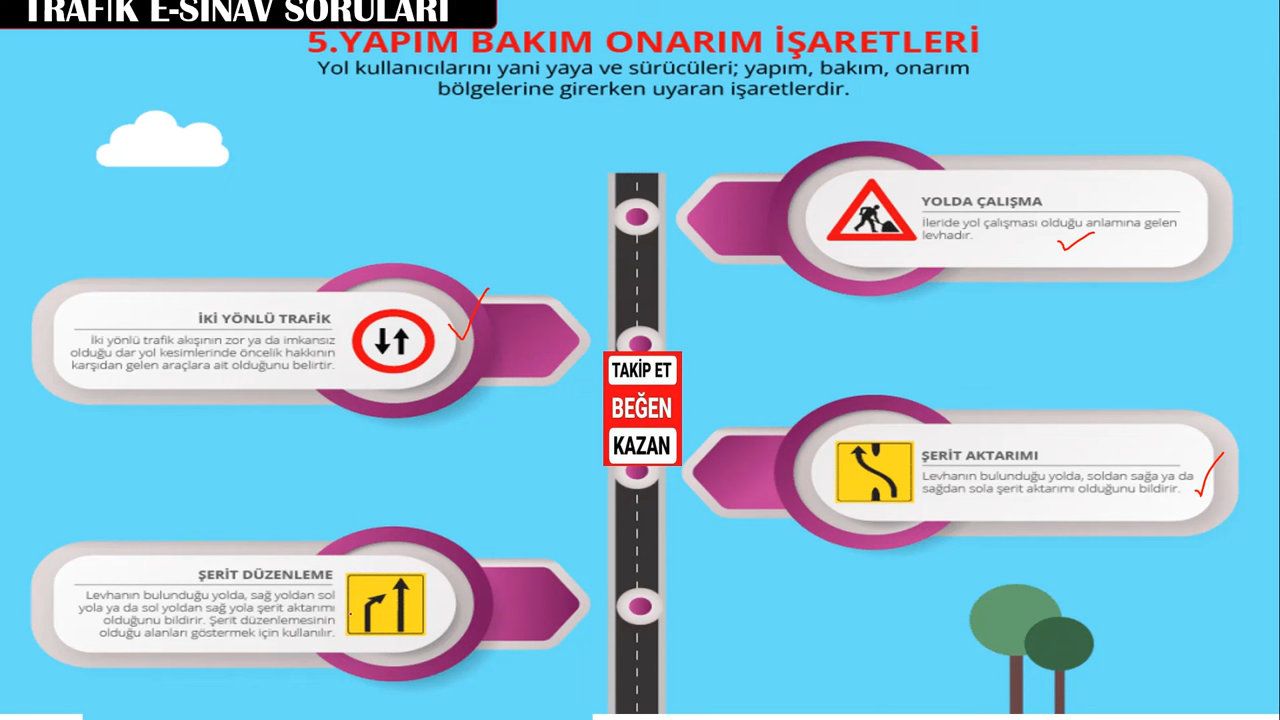 TRAFİK E-SINAV SORULARI
5.YAPIM BAKIM ONARIM İŞARETLERİ
Yol kullanıcılarını yani yaya ve sürücüleri; yapım, bakım, onarım
bölgelerine girerken uyaran işaretlerdir.
YOLDA ÇALIŞMA
İleride yol çalışması olduğu anlamına gelen
levhadır.
İKİ YÖNLÜ TRAFİK
İki yönlü trafik akışının zor ya da imkansız
olduğu dar yol kesimlerinde öncelik hakkının
karşıdan gelen araçlara ait olduğunu belirtir.
TAKİP ET
BEĞEN
KAZAN
ŞERİT AKTARIMI
Levhanın bulunduğu yolda, soldan sağa ya da
sağdan sola şerit aktarımı olduğunu bildirir.
ŞERİT DÜZENLEME
Levhanın bulunduğu yolda, sağ yoldan sol
yola ya da sol yoldan sağ yola şerit aktarımı
olduğunu bildirir. Şerit düzenlemesinin
olduğu alanları göstermek için kullanılır.